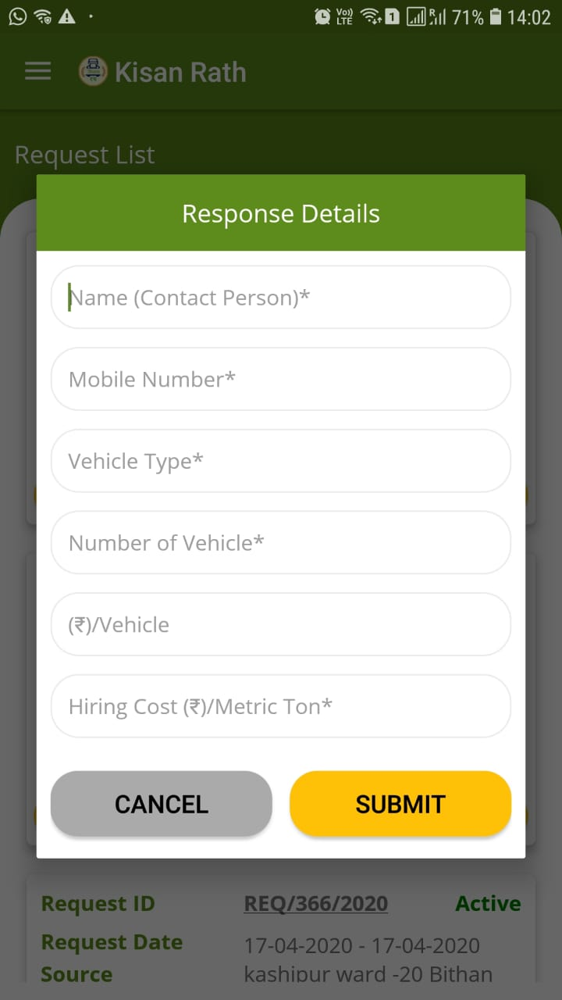 Vo)) LTE 1 R 71% 14:02
Kisan Rath
Request List
Response Details
Name (Contact Person)*
Mobile Number*
Vehicle Type*
Number of Vehicle*
(₹)/Vehicle
Hiring Cost (₹)/Metric Ton*
CANCEL SUBMIT
Request ID REQ/366/2020 Active
Request Date 17-04-2020 - 17-04-2020
Source kashipur ward -20 Bithan